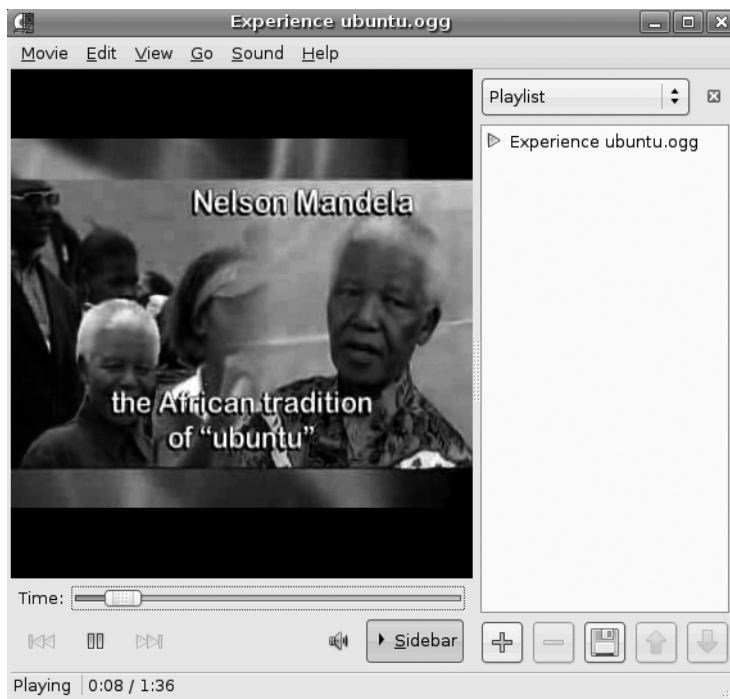 Experience ubuntu.ogg
Movie Edit View Go Sound Help
Playlist
Experience ubuntu.ogg
Nelson Mandela
the African tradition
of “ubuntu”
Time:
Sidebar
Playing 0:08 / 1:36